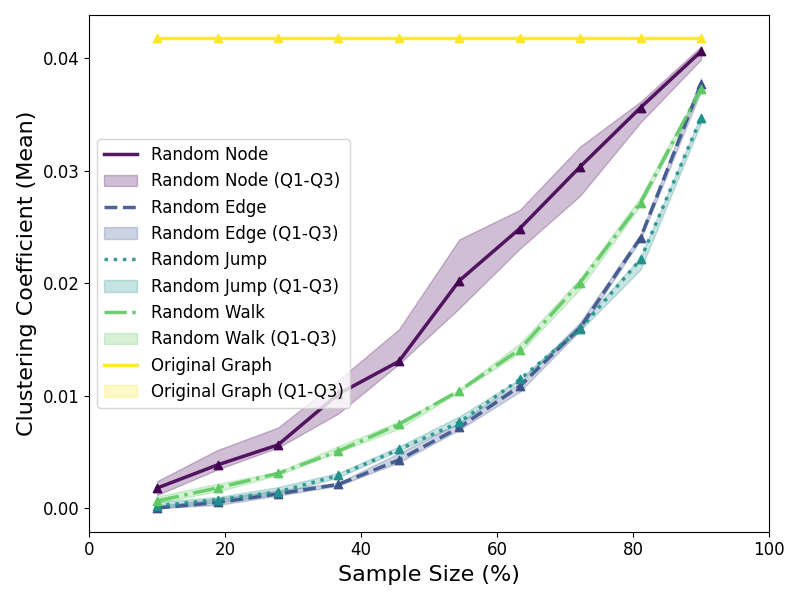 0.04
0.03
0.02
0.01
0.00
Clustering Coefficient (Mean)
Random Node
Random Node (Q1-Q3)
Random Edge
Random Edge (Q1-Q3)
Random Jump
Random Jump (Q1-Q3)
Random Walk
Random Walk (Q1-Q3)
Original Graph
Original Graph (Q1-Q3)
0 20 40 60 80 100
Sample Size (%)